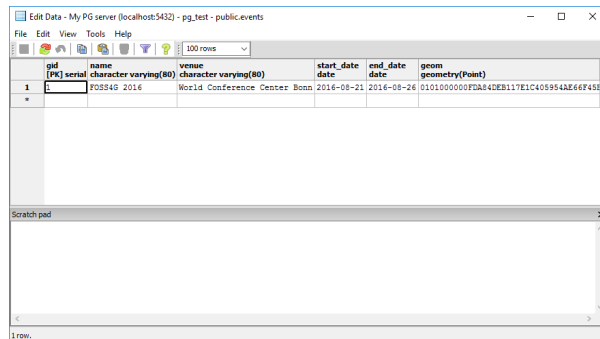 Edit Data - My PG server (localhost:5432) - pg_test - public.events
File Edit View Tools Help
100 rows
gid name venue start_date end_date geom
[PK] serial character varying(80) character varying(80) date date geometry(Point)
1 1 FOSS4G 2016 World Conference Center Bonn 2016-08-21 2016-08-26 0101000000FDA84DEB117E1C405954AE66F45E
*
Scratch pad
1 row.